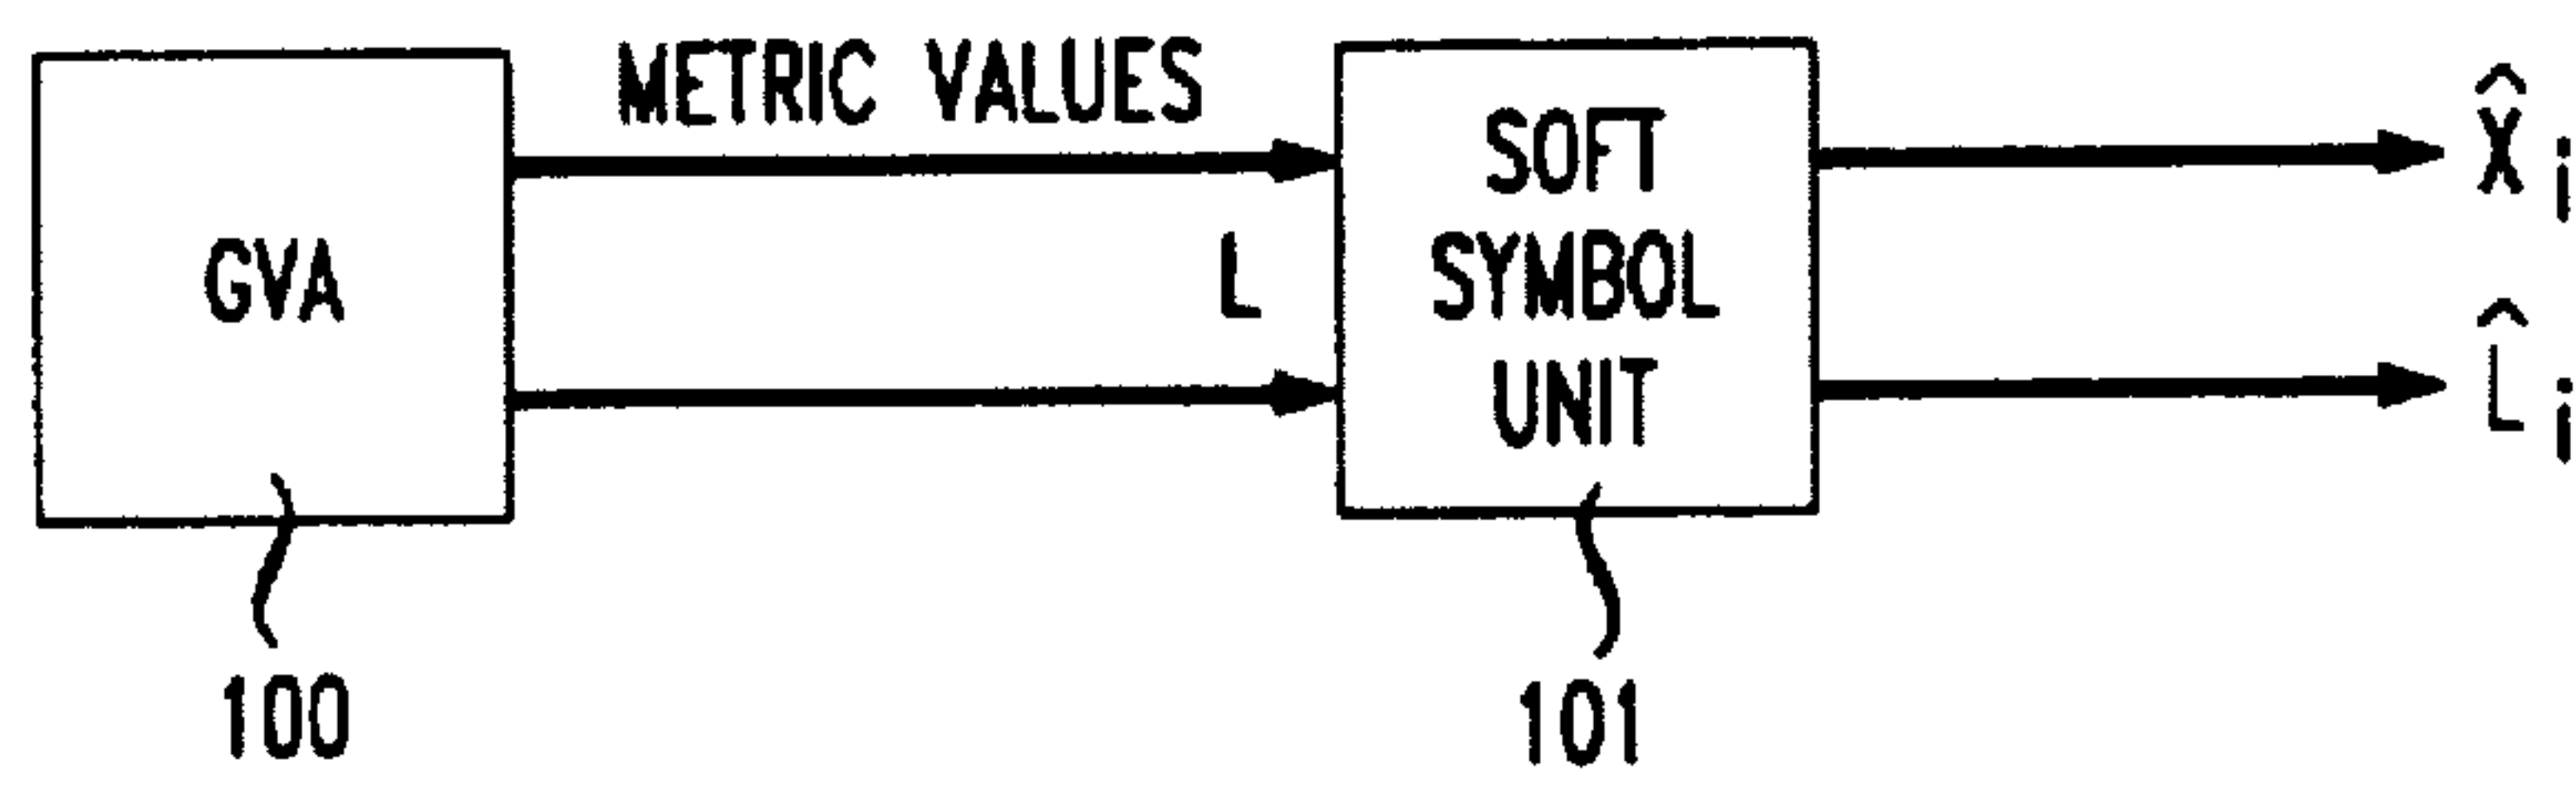 METRIC VALUES
GVA
L
SOFT
SYMBOL
UNIT
X̂ i
L̂ i
100
101